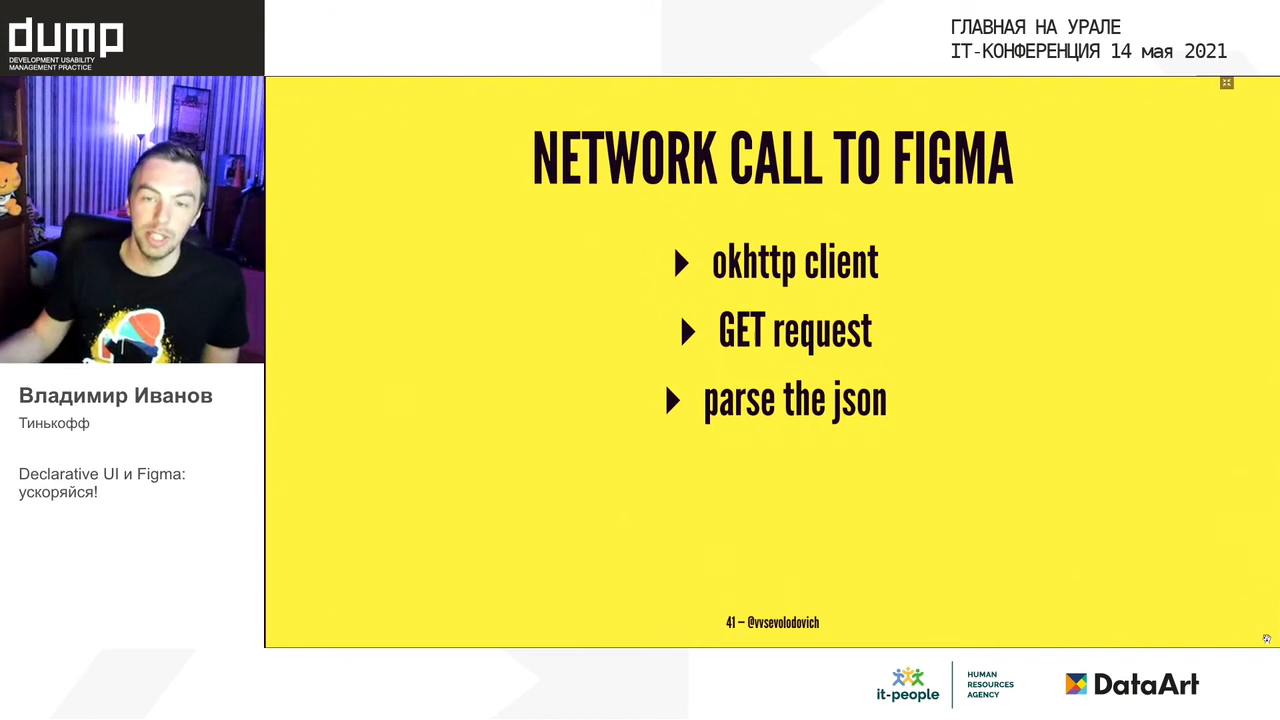 dump
DEVELOPMENT USABILITY
MANAGEMENT PRACTICE
ГЛАВНАЯ НА УРАЛЕ
IT-КОНФЕРЕНЦИЯ 14 мая 2021
NETWORK CALL TO FIGMA
okhttp client
GET request
parse the json
41 — @vvsevolodovich
Владимир Иванов
Тинькофф
Declarative UI и Figma:
ускоряйся!
it-people
HUMAN
RESOURCES
AGENCY
DataArt